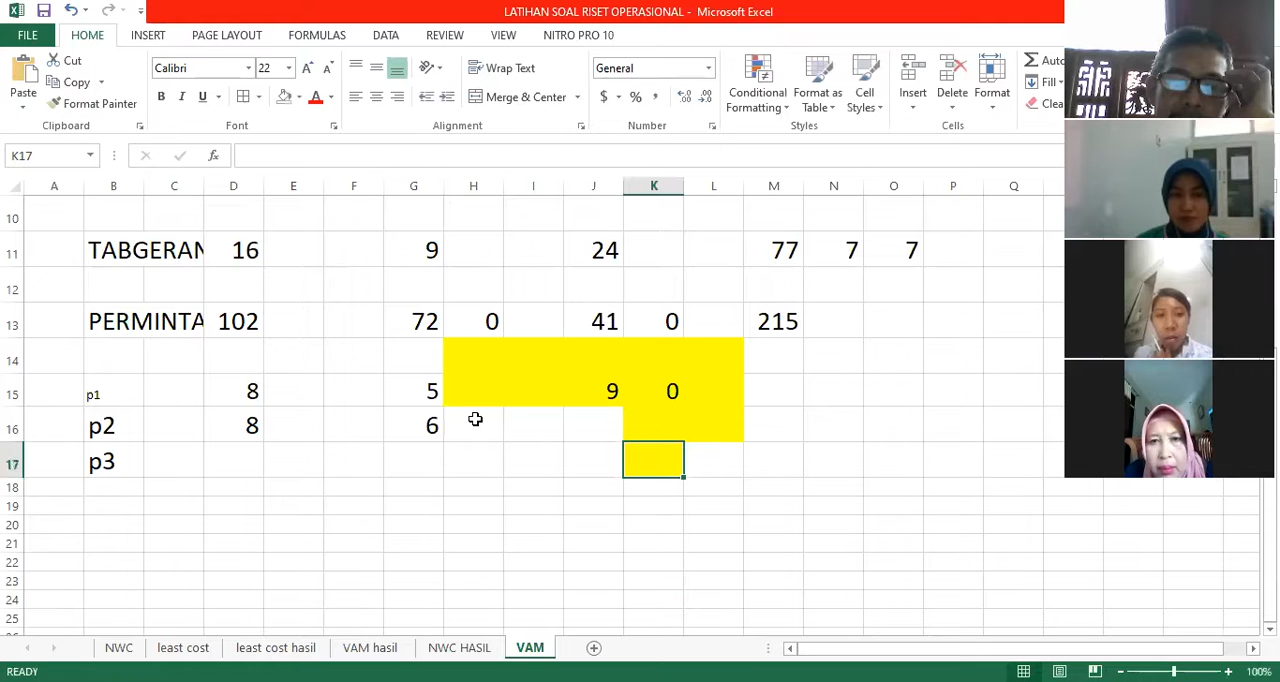 LATIHAN SOAL RISET OPERASIONAL - Microsoft Excel
FILE HOME INSERT PAGE LAYOUT FORMULAS DATA REVIEW VIEW NITRO PRO 10
Cut
Copy
Format Painter
Paste
Clipboard
Calibri 22
B I U
Font
Wrap Text
Merge & Center
Alignment
General
$ % ,
Number
Conditional Formatting
Format as Table
Cell Styles
Styles
Insert Delete Format
Cells
Auto
Fill
Clea
K17
fx
A B C D E F G H I J K L M N O P Q
10
11 TABGERAN 16 9 24 77 7 7
12
13 PERMINTA 102 72 0 41 0 215
14
15 p1 8 5 9 0
16 p2 8 6
17 p3
18
19
20
21
22
23
24
25
NWC least cost least cost hasil VAM hasil NWC HASIL VAM
READY
100%